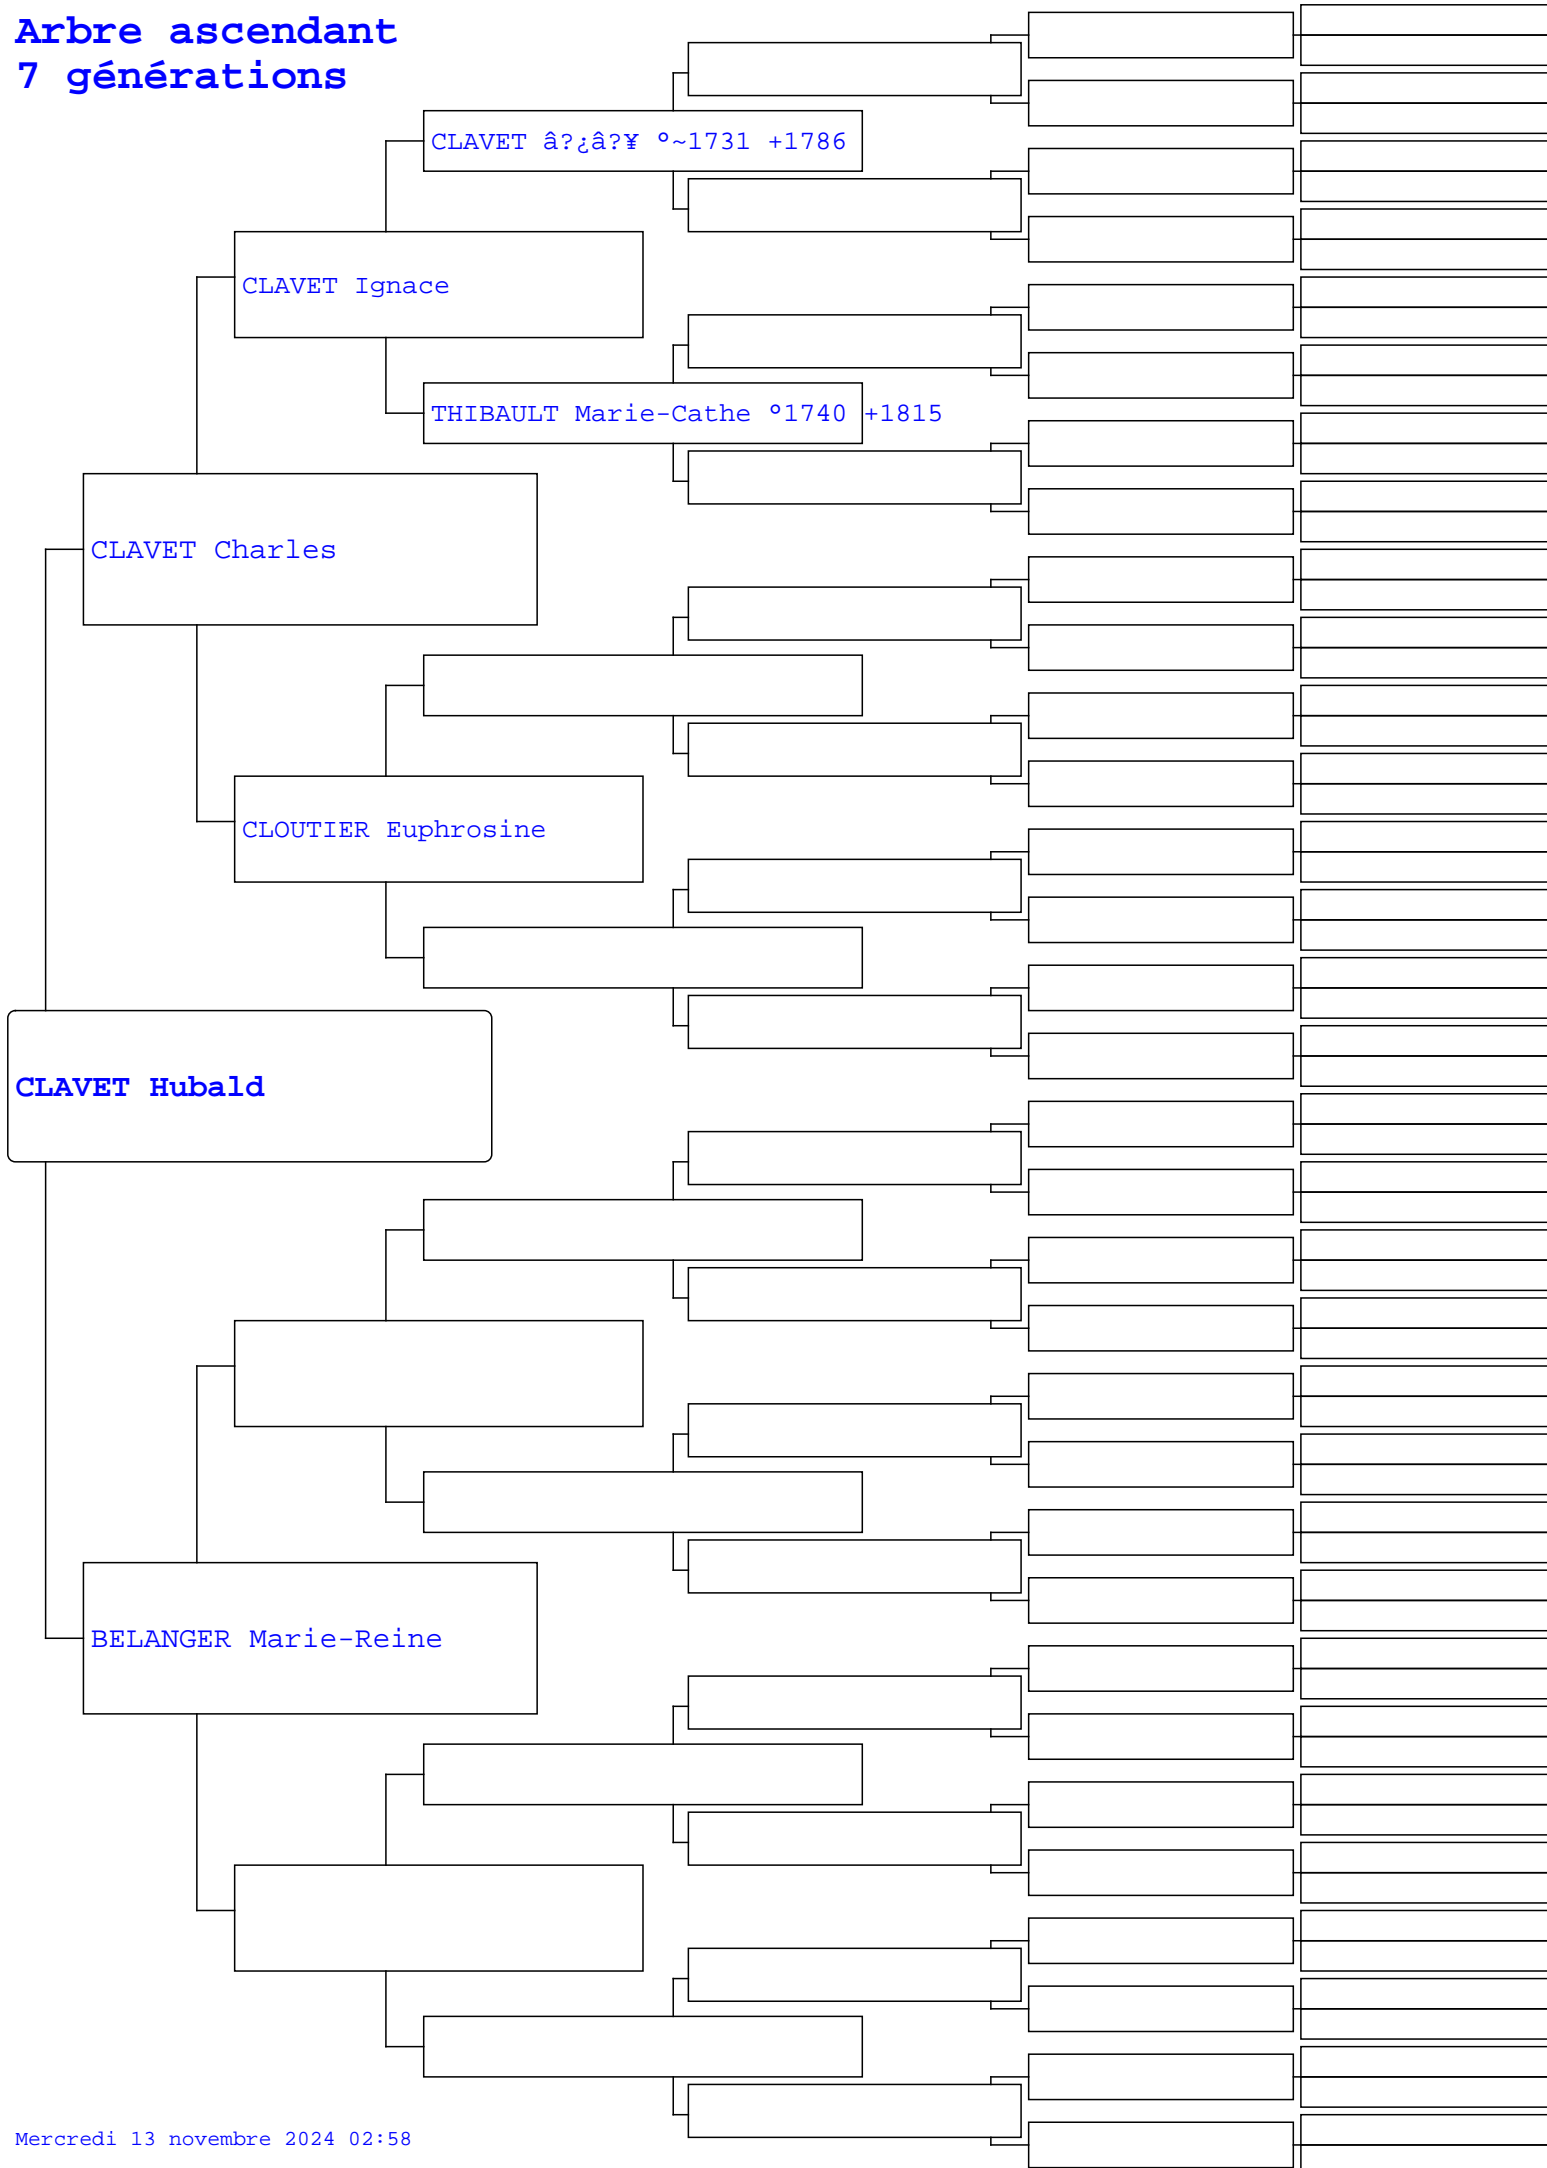 Arbre ascendant
7 générations
CLAVET â?¿â?¥ °~1731 +1786
CLAVET Ignace
THIBAULT Marie-Cathe °1740 +1815
CLAVET Charles
CLOUTIER Euphrosine
CLAVET Hubald
BELANGER Marie-Reine
Mercredi 13 novembre 2024 02:58